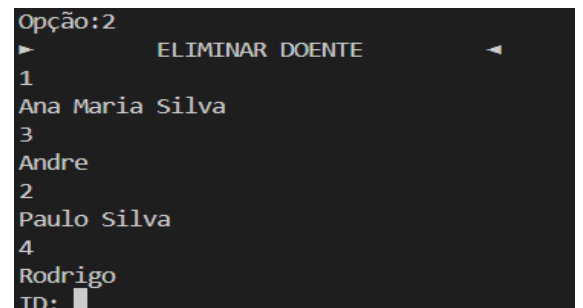 Opção:2
► ELIMINAR DOENTE ◄
1
Ana Maria Silva
3
Andre
2
Paulo Silva
4
Rodrigo
ID: